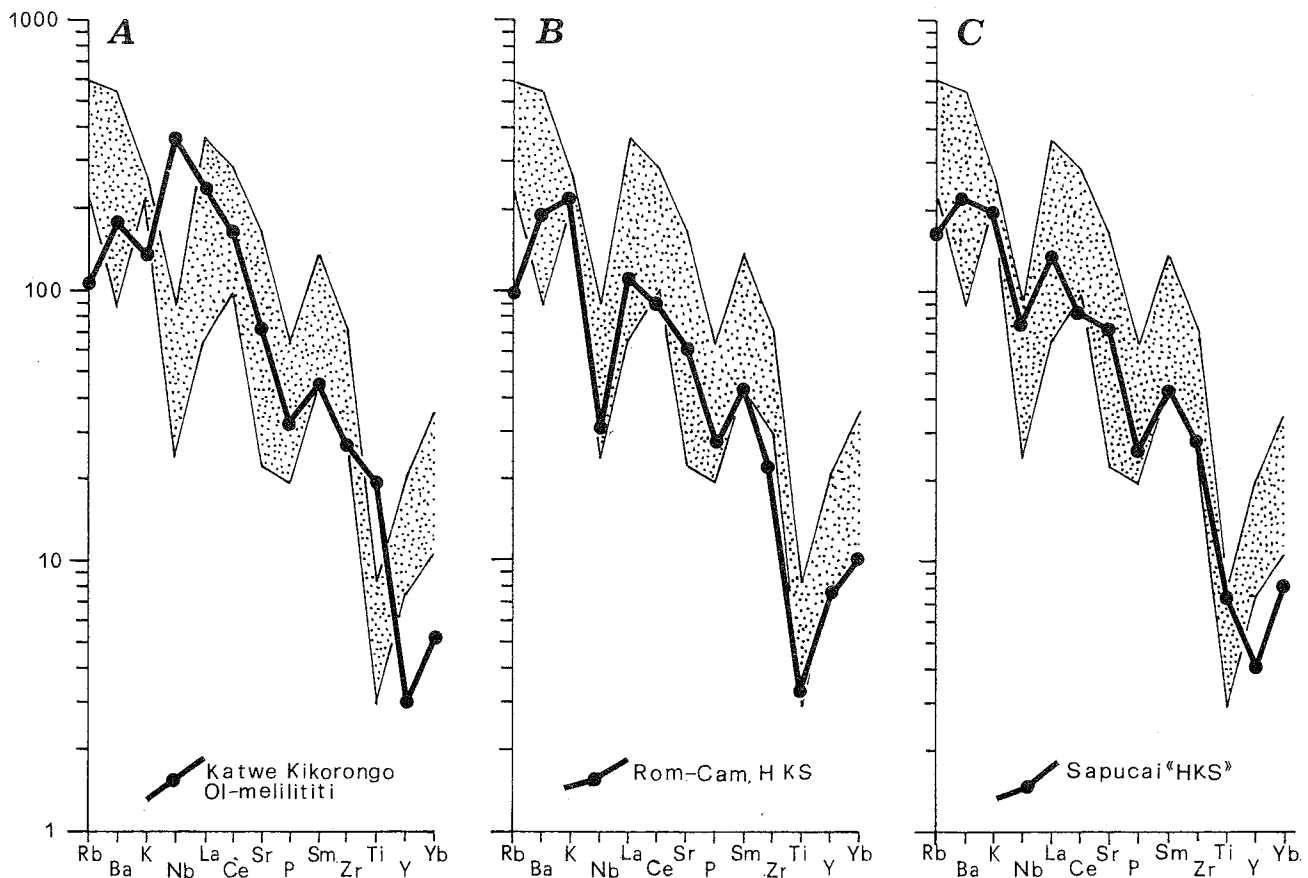 1000
100
10
1
A
B
C
Katwe Kikorongo
Ol-melilititi
Rom-Cam, HKS
Sapucai «HKS»
Rb Ba K Nb La Ce Sr P Sm Zr Ti Y Yb
Rb Ba K Nb La Ce Sr P Sm Zr Ti Y Yb
Rb Ba K Nb La Ce Sr P Sm Zr Ti Y Yb